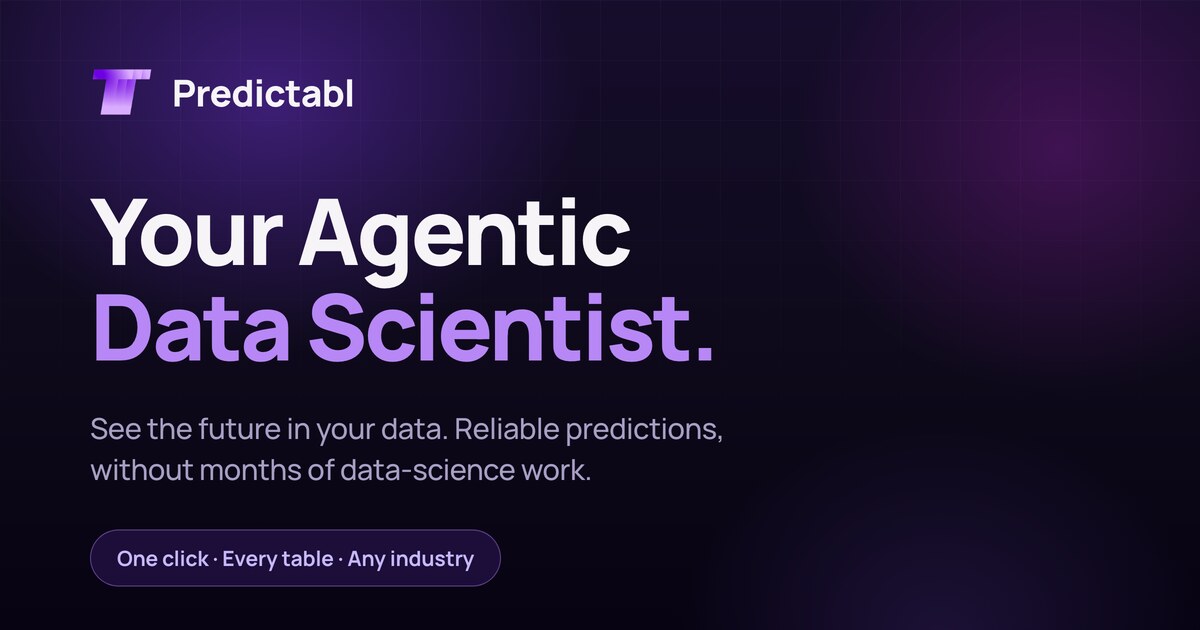 Predictabl
Your Agentic
Data Scientist.
See the future in your data. Reliable predictions,
without months of data-science work.
One click · Every table · Any industry